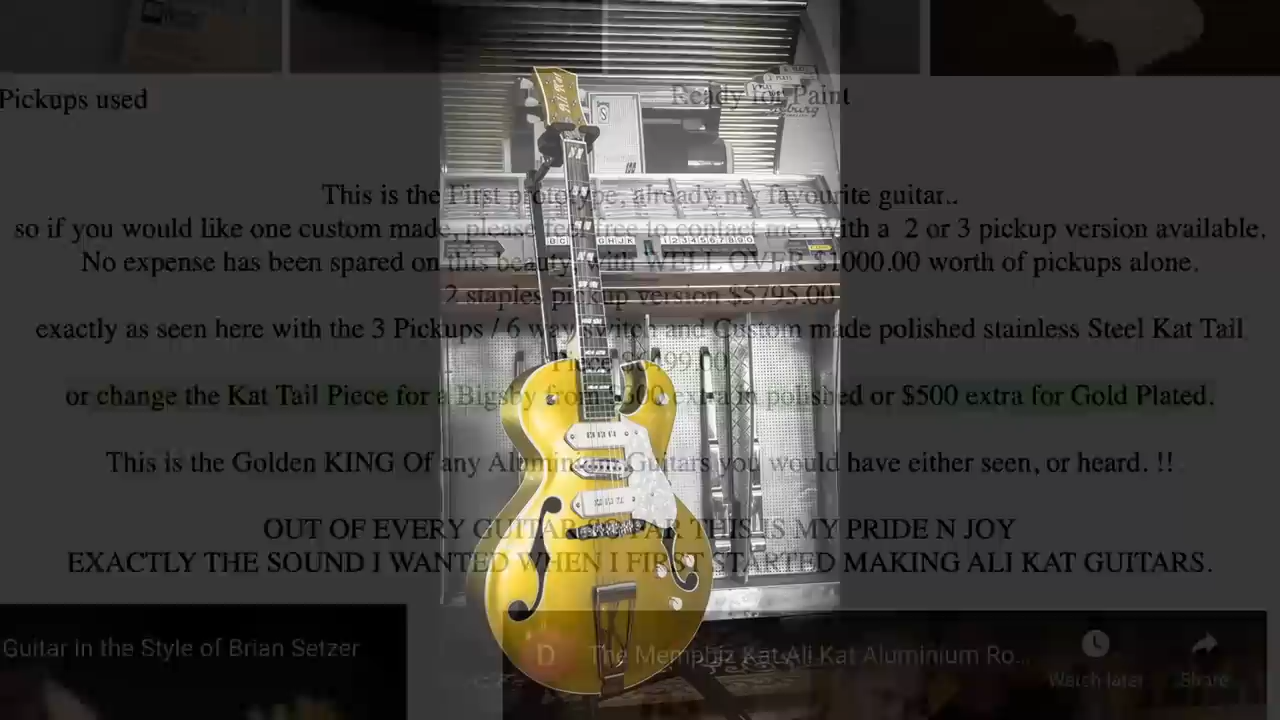 Pickups used
Ready for Paint
This is the First prototype, already my favourite guitar..
so if you would like one custom made, please feel free to contact me. With a 2 or 3 pickup version available.
No expense has been spared on this beauty, with WELL OVER $1000.00 worth of pickups alone.
2 staples pickup version $5795.00
exactly as seen here with the 3 Pickups / 6 way switch and Custom made polished stainless Steel Kat Tail
Piece
or change the Kat Tail Piece for a Bigsby from extra in polished or $500 extra for Gold Plated.
This is the Golden KING Of any Aluminium Guitars you would have either seen, or heard. !!
OUT OF EVERY GUITAR SO FAR THIS IS MY PRIDE N JOY
EXACTLY THE SOUND I WANTED WHEN I FIRST STARTED MAKING ALI KAT GUITARS.
Guitar in the Style of Brian Setzer
D The Memphiz Kat Ali Kat Aluminium Ro...
Watch later Share
Ali Kat
GHJK
1234567890